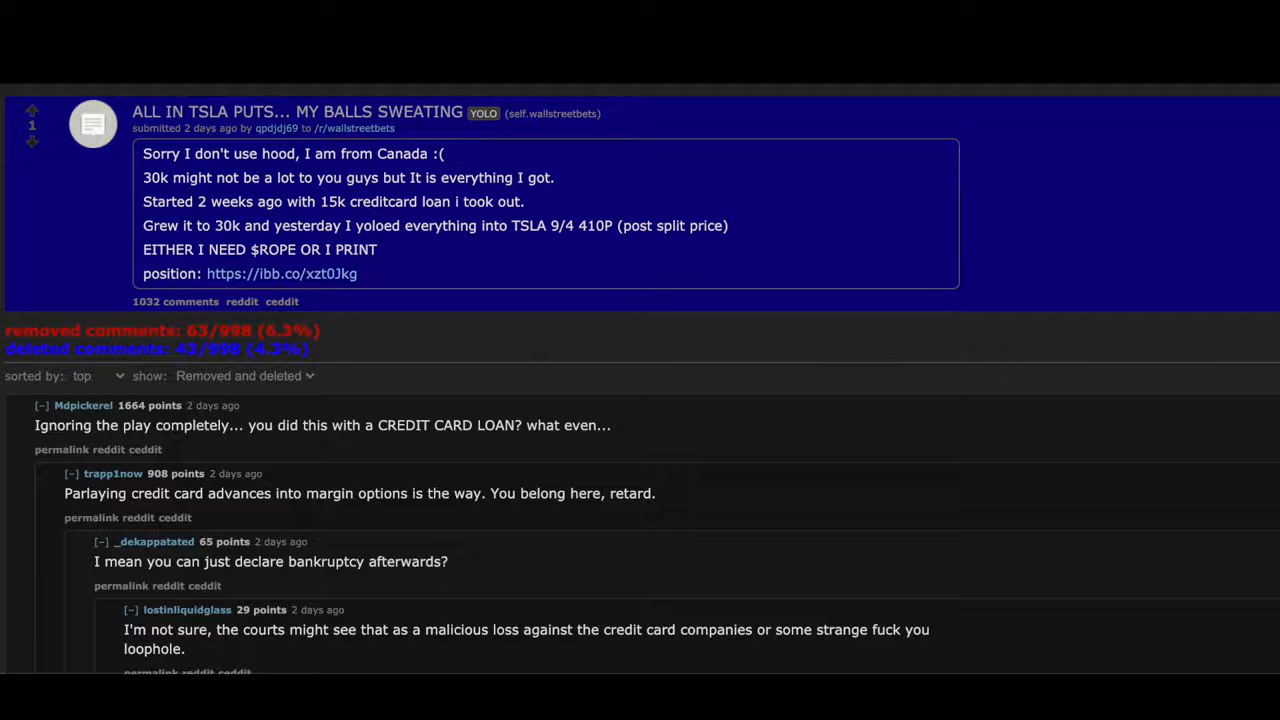 ALL IN TSLA PUTS... MY BALLS SWEATING YOLO (self.wallstreetbets)
1
submitted 2 days ago by qpdjdj69 to /r/wallstreetbets
Sorry I don't use hood, I am from Canada :(
30k might not be a lot to you guys but It is everything I got.
Started 2 weeks ago with 15k creditcard loan i took out.
Grew it to 30k and yesterday I yoloed everything into TSLA 9/4 410P (post split price)
EITHER I NEED $ROPE OR I PRINT
position: https://ibb.co/xzt0Jkg
1032 comments reddit ceddit
removed comments: 63/998 (6.3%)
deleted comments: 43/998 (4.3%)
sorted by: top show: Removed and deleted
[–] Mdpickerel 1664 points 2 days ago
Ignoring the play completely... you did this with a CREDIT CARD LOAN? what even...
permalink reddit ceddit
[–] trapp1now 908 points 2 days ago
Parlaying credit card advances into margin options is the way. You belong here, retard.
permalink reddit ceddit
[–] _dekappatated 65 points 2 days ago
I mean you can just declare bankruptcy afterwards?
permalink reddit ceddit
[–] lostinliquidglass 29 points 2 days ago
I'm not sure, the courts might see that as a malicious loss against the credit card companies or some strange fuck you
loophole.
permalink reddit ceddit